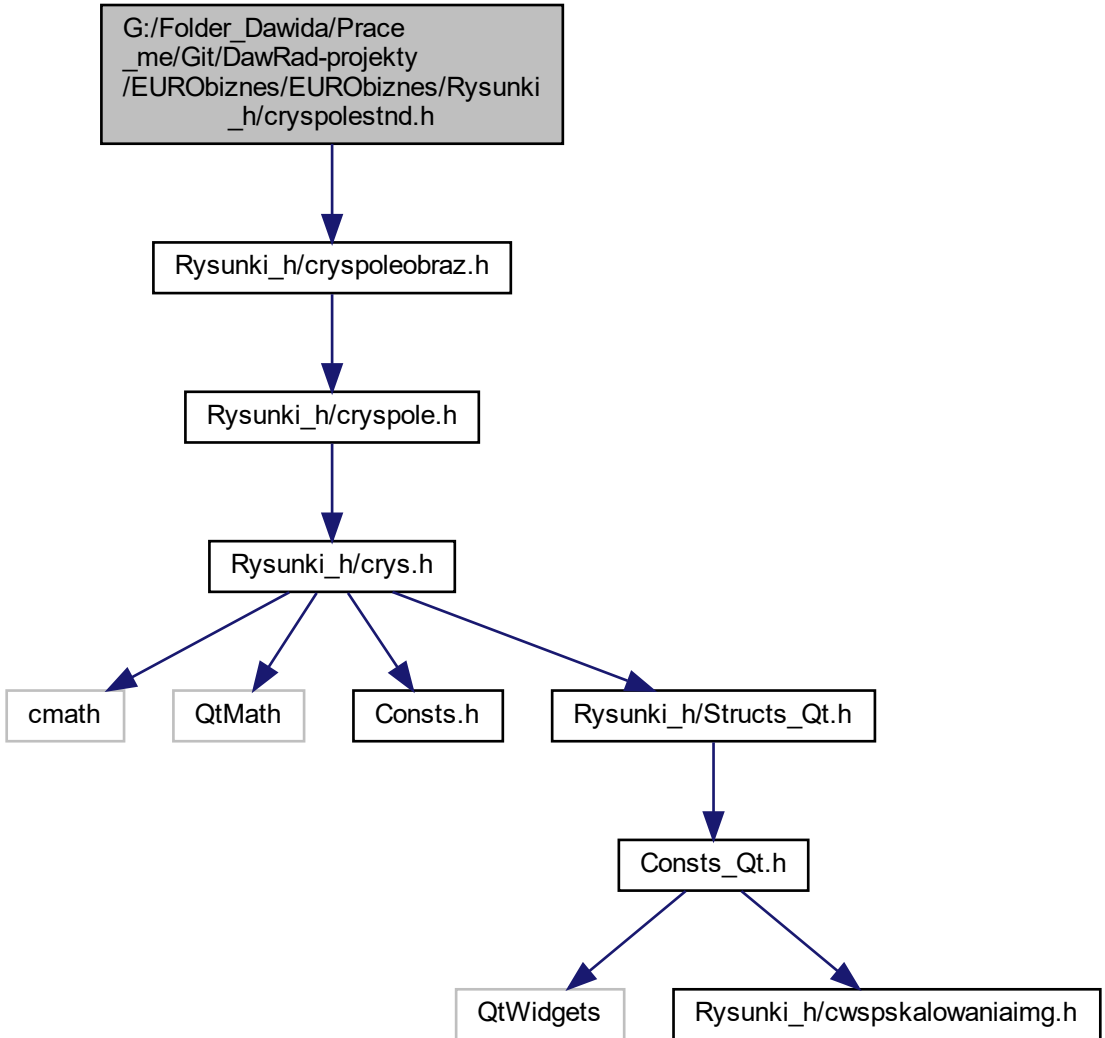 G:/Folder_Dawida/Prace
_me/Git/DawRad-projekty
/EURObiznes/EURObiznes/Rysunki
_h/cryspolestnd.h
Rysunki_h/cryspoleobraz.h
Rysunki_h/cryspole.h
Rysunki_h/crys.h
cmath
QtMath
Consts.h
Rysunki_h/Structs_Qt.h
Consts_Qt.h
QtWidgets
Rysunki_h/cwspskalowaniaimg.h